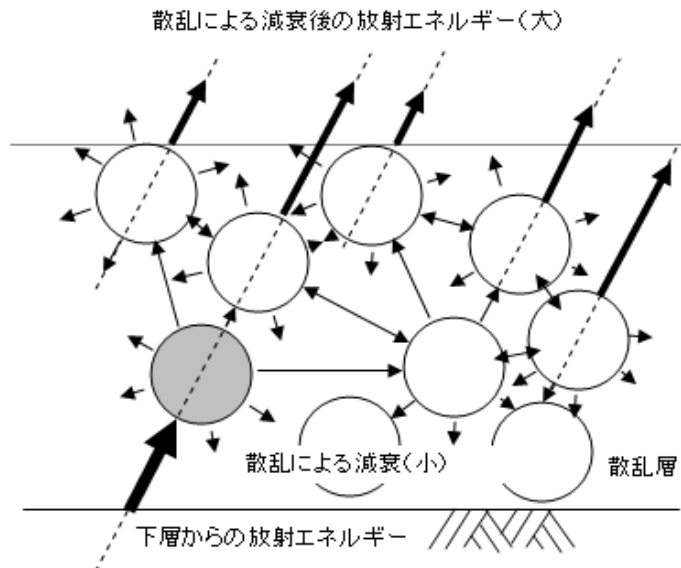 散乱による減衰後の放射エネルギー(大)
散乱による減衰(小)
散乱層
下層からの放射エネルギー